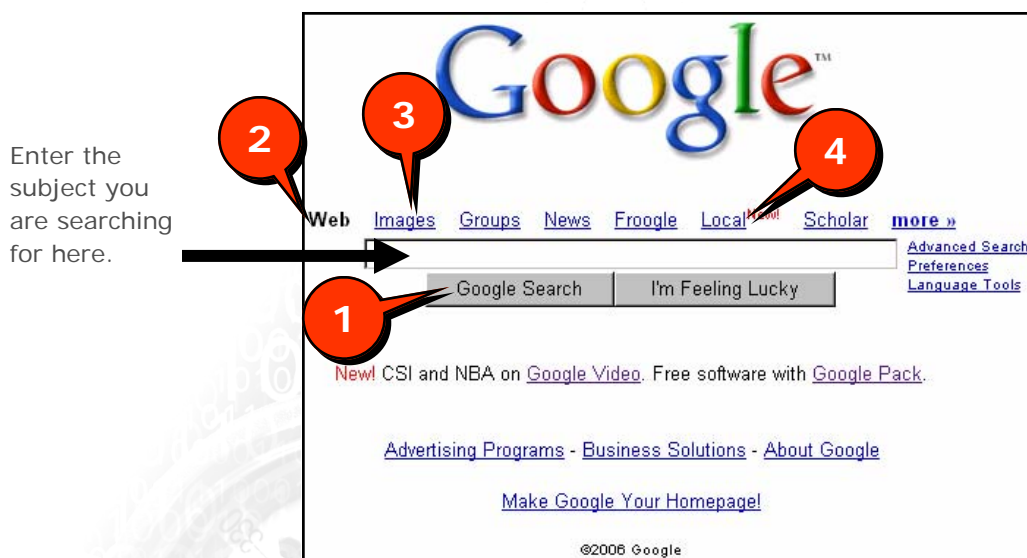 Google™
2
3
4
Enter the
subject you
are searching
for here.
Web Images Groups News Froogle Local New! Scholar more »
Advanced Search
Preferences
Language Tools
Google Search I'm Feeling Lucky
1
New! CSI and NBA on Google Video. Free software with Google Pack.
Advertising Programs - Business Solutions - About Google
Make Google Your Homepage!
©2006 Google